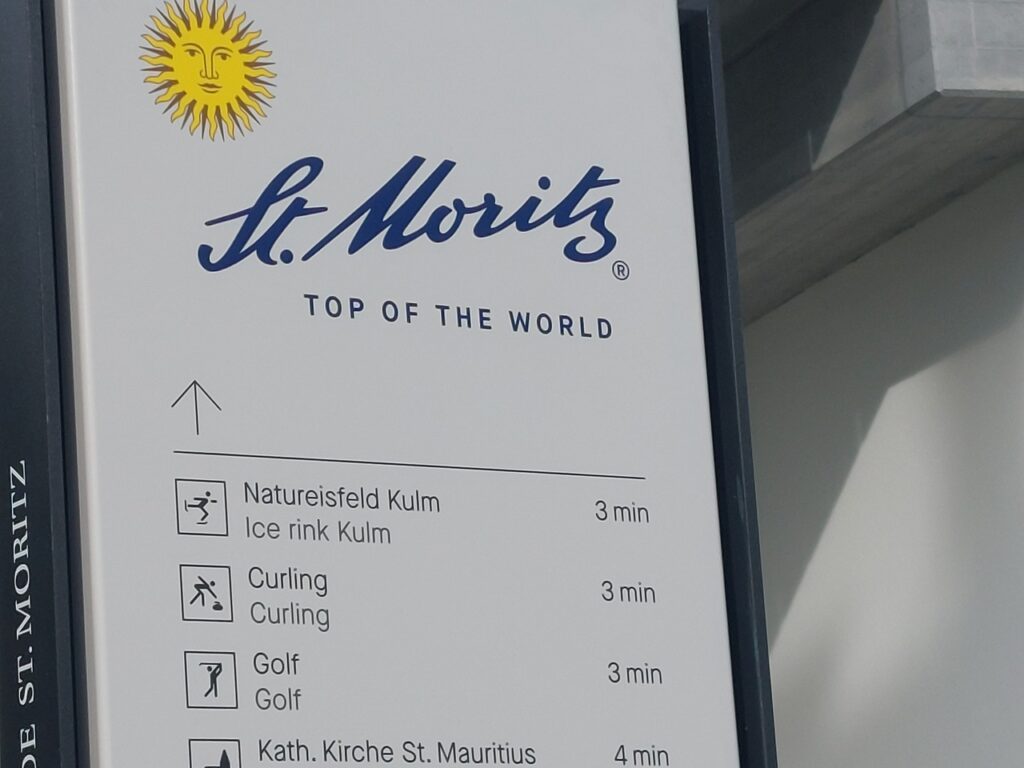 St. Moritz®
TOP OF THE WORLD
Natureisfeld Kulm
Ice rink Kulm
3 min
Curling
Curling
3 min
Golf
Golf
3 min
Kath. Kirche St. Mauritius
4 min
DE ST. MORITZ